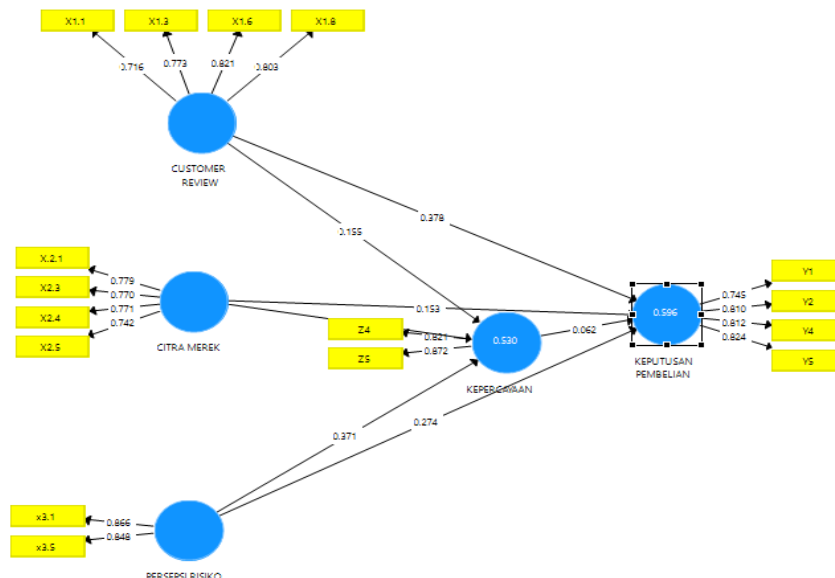 X1.1
X1.3
X1.6
X1.8
0.716
0.773
0.821
0.803
CUSTOMER
REVIEW
0.378
0.155
X.2.1
X2.3
X2.4
X2.5
0.779
0.770
0.771
0.742
CITRA MEREK
0.153
Z4
Z5
0.821
0.872
0.530
KEPERCAYAAN
0.062
0.596
KEPUTUSAN
PEMBELIAN
0.745
0.810
0.812
0.824
Y1
Y2
Y4
Y5
0.371
0.274
x3.1
x3.5
0.866
0.848
PERSEPSI RISIKO